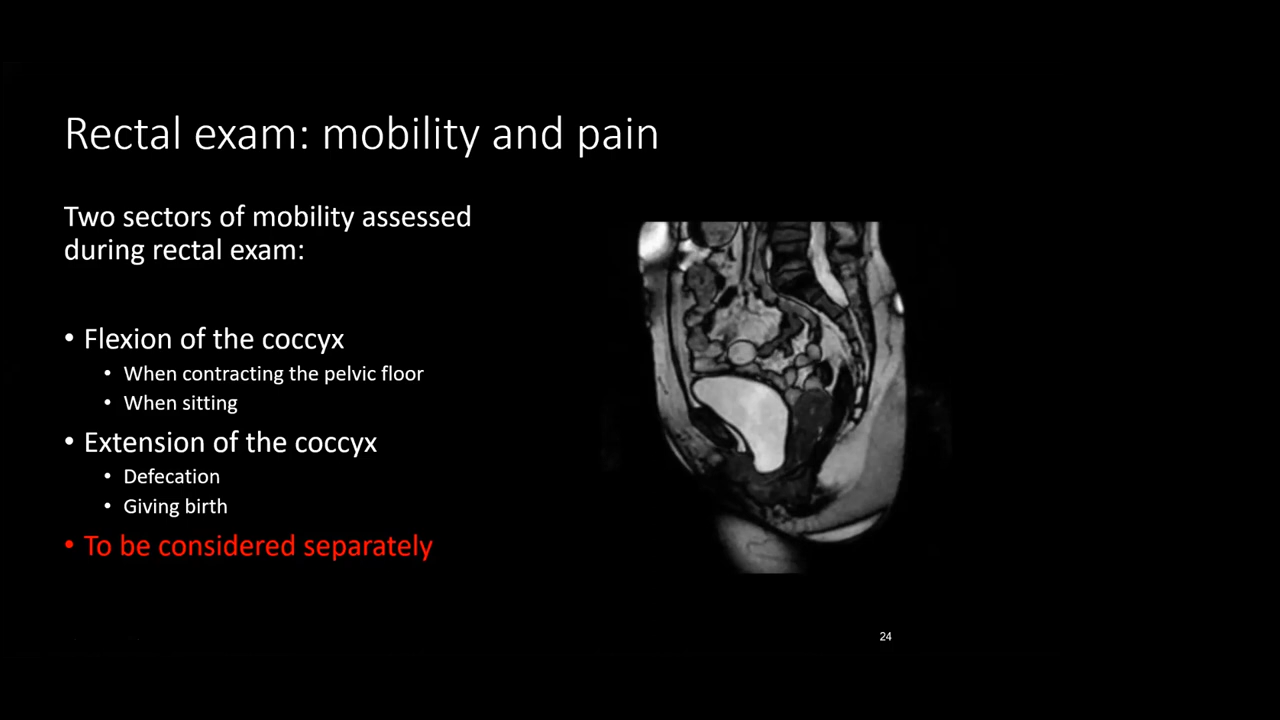 Rectal exam: mobility and pain
Two sectors of mobility assessed
during rectal exam:
• Flexion of the coccyx
• When contracting the pelvic floor
• When sitting
• Extension of the coccyx
• Defecation
• Giving birth
• To be considered separately
24